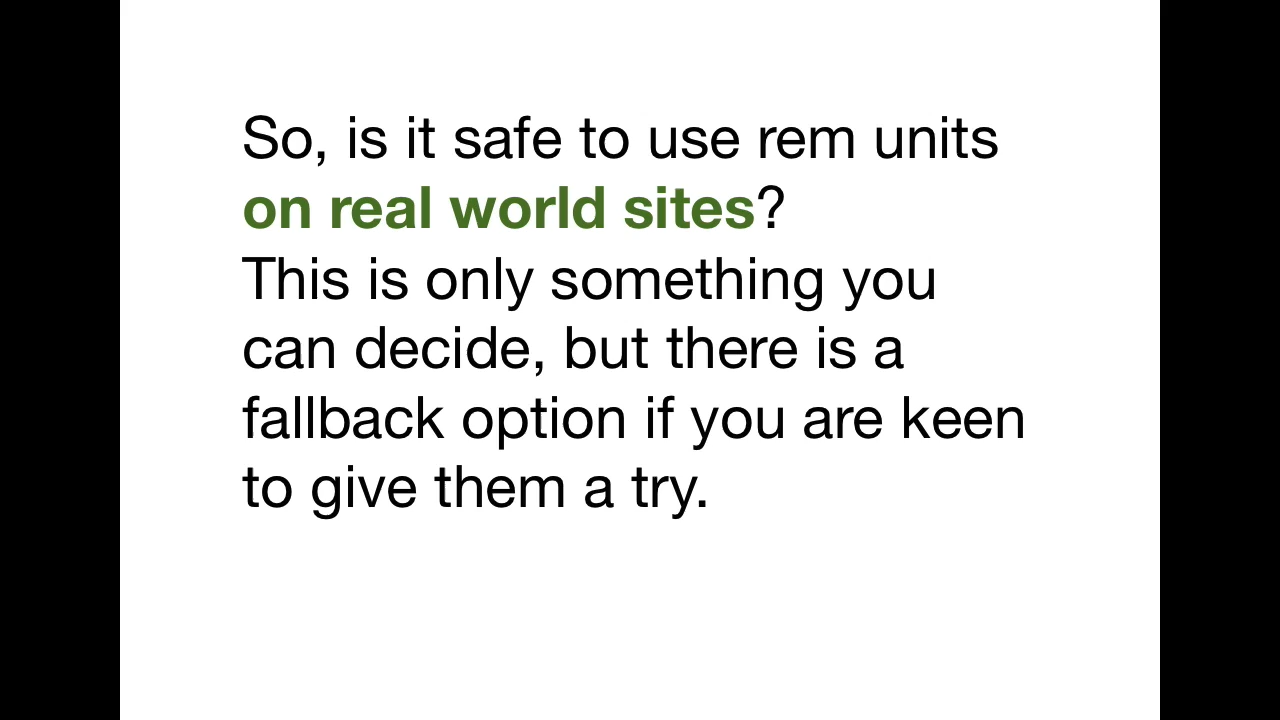 So, is it safe to use rem units
on real world sites?
This is only something you
can decide, but there is a
fallback option if you are keen
to give them a try.